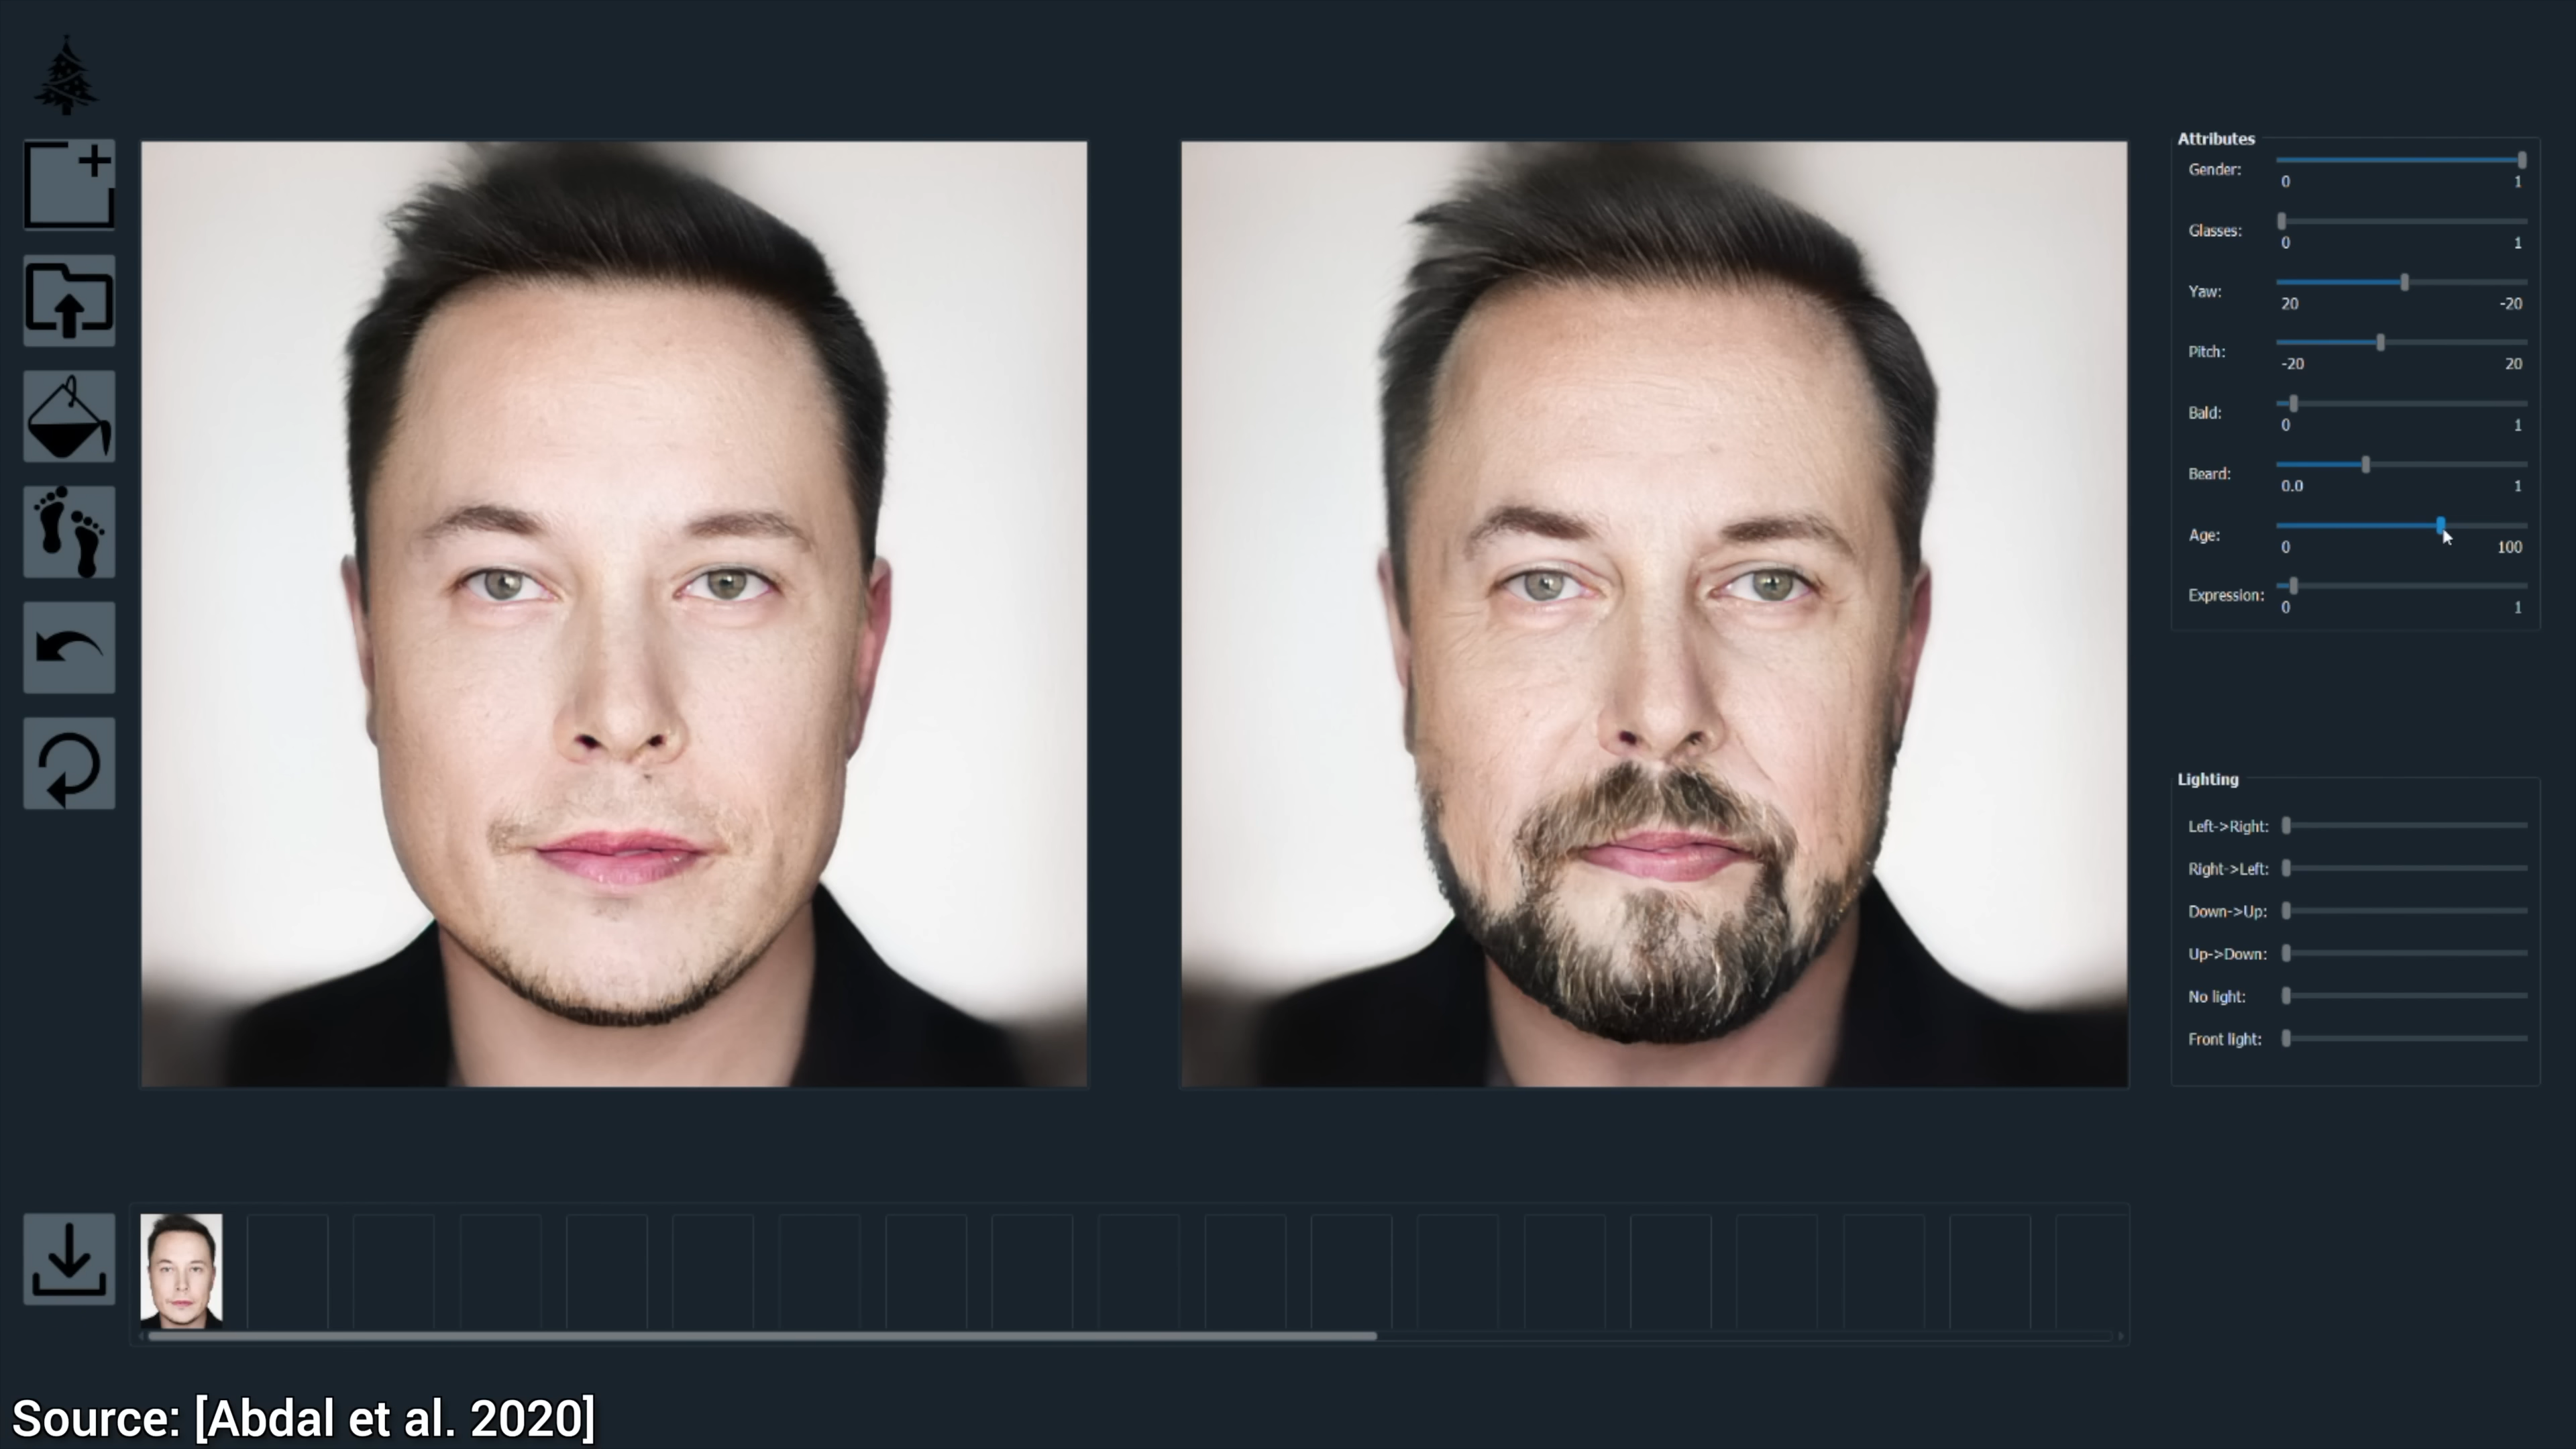 Attributes
Gender:
0 1
Glasses:
0 1
Yaw:
20 -20
Pitch:
-20 20
Bald:
0 1
Beard:
0.0 1
Age:
0 100
Expression:
0 1
Lighting
Left->Right:
Right->Left:
Down->Up:
Up->Down:
No light:
Front light:
Source: [Abdal et al. 2020]